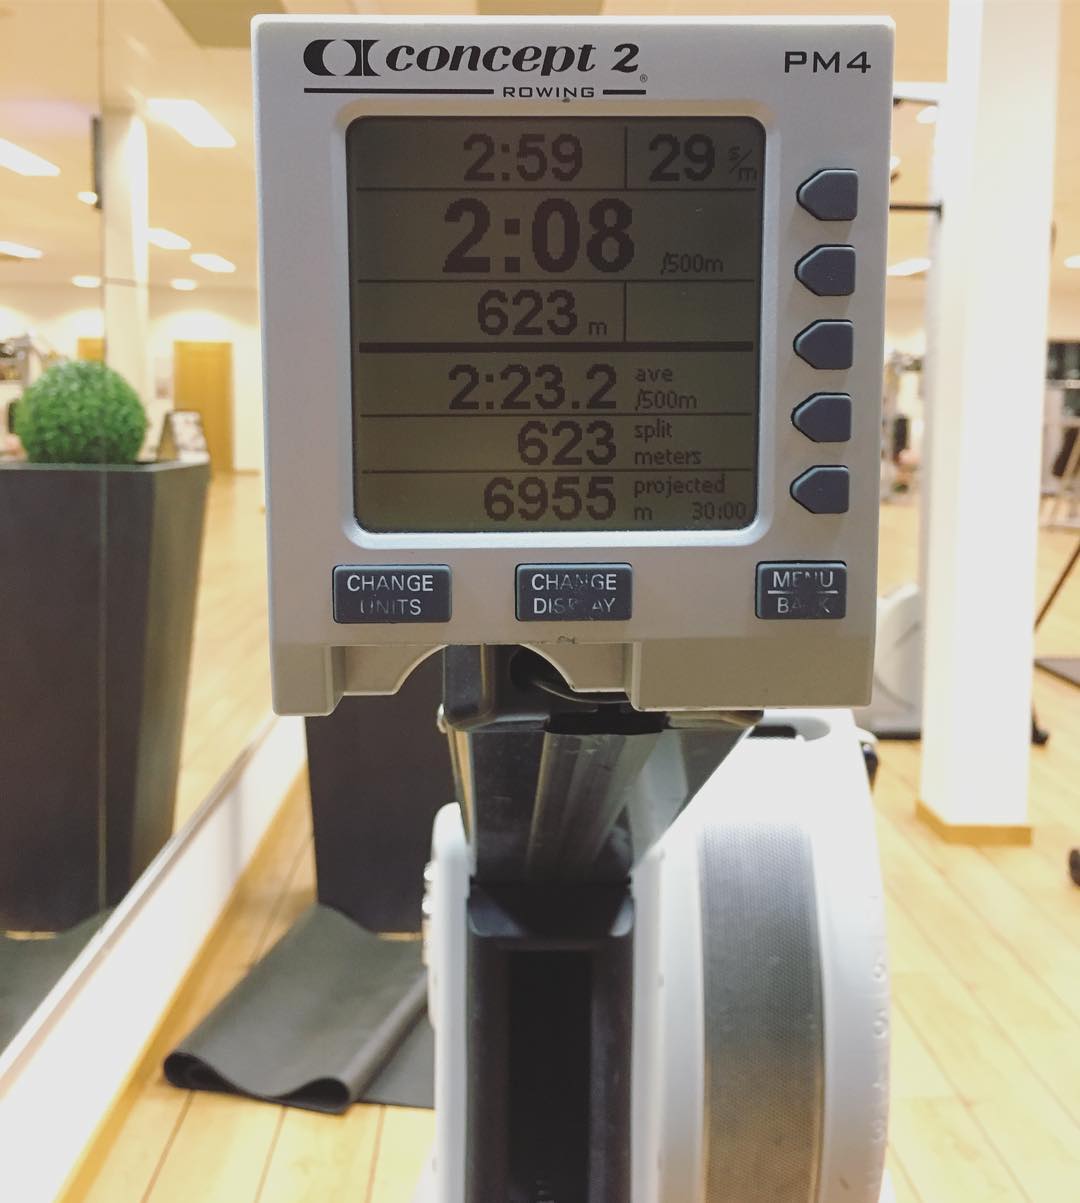 concept 2®
ROWING
PM4
2:59 29 s/m
2:08 /500m
623 m
2:23.2 ave /500m
623 split meters
6955 projected m 30:00
CHANGE UNITS
CHANGE DISPLAY
MENU BACK